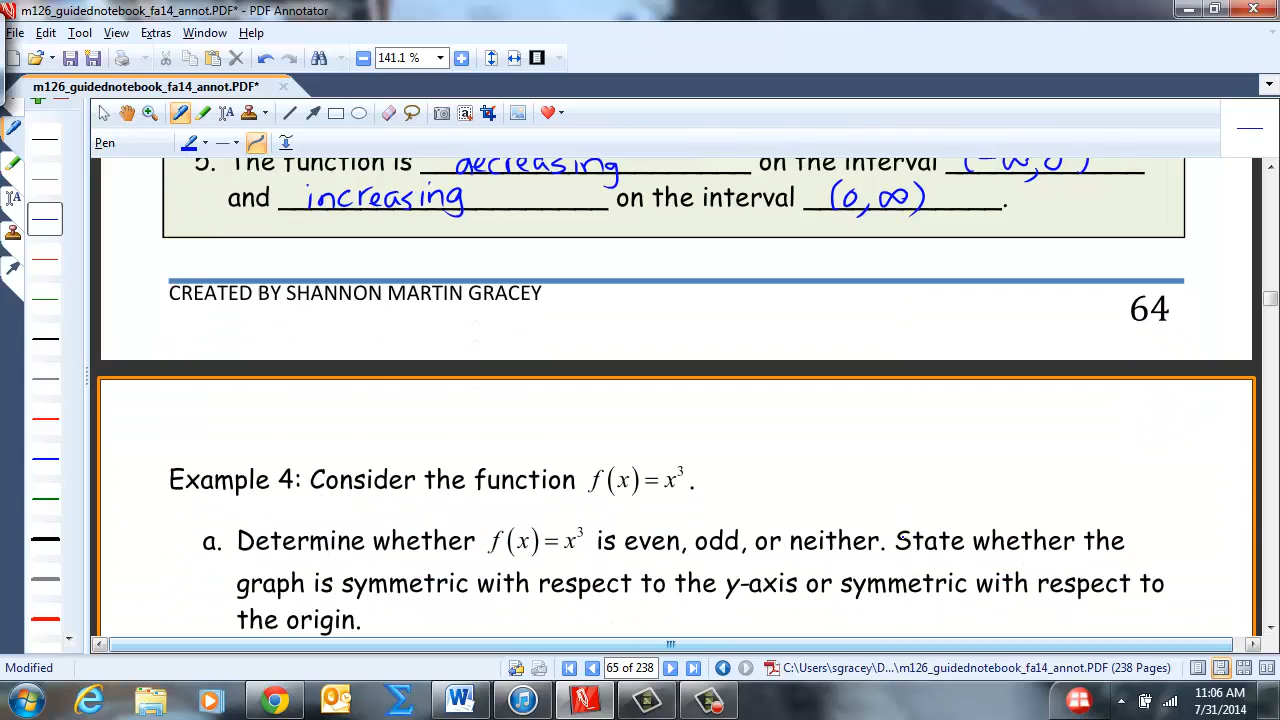 m126_guidednotebook_fa14_annot.PDF* - PDF Annotator
File Edit Tool View Extras Window Help
141.1 %
m126_guidednotebook_fa14_annot.PDF*
Pen
5. The function is decreasing on the interval (-∞, 0)
and increasing on the interval (0, ∞).
CREATED BY SHANNON MARTIN GRACEY
64
Example 4: Consider the function f(x) = x³.
a. Determine whether f(x) = x³ is even, odd, or neither. State whether the
graph is symmetric with respect to the y-axis or symmetric with respect to
the origin.
Modified
65 of 238
C:\Users\sgracey\D...\m126_guidednotebook_fa14_annot.PDF (238 Pages)
11:06 AM
7/31/2014